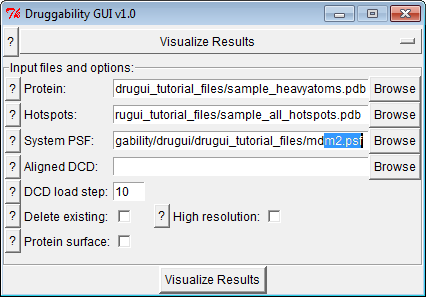 Druggability GUI v1.0
? Visualize Results
Input files and options:
? Protein: drugui_tutorial_files/sample_heavyatoms.pdb Browse
? Hotspots: rugui_tutorial_files/sample_all_hotspots.pdb Browse
? System PSF: gability/drugui/drugui_tutorial_files/mdm2.psf Browse
? Aligned DCD: Browse
? DCD load step: 10
? Delete existing: ? High resolution:
? Protein surface:
Visualize Results